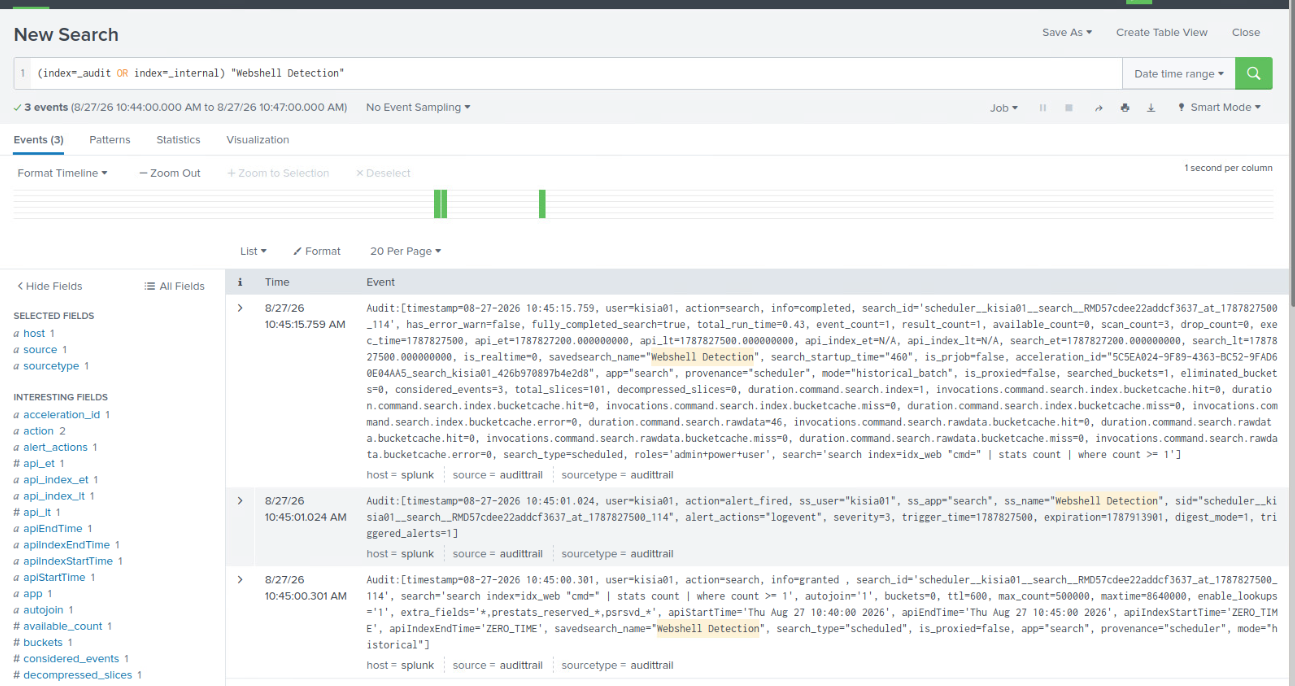 New Search
Save As
Create Table View
Close
1
(index=_audit OR index=_internal) "Webshell Detection"
Date time range
3 events (8/27/26 10:44:00.000 AM to 8/27/26 10:47:00.000 AM)
No Event Sampling
Job
Smart Mode
Events (3)
Patterns
Statistics
Visualization
Format Timeline
— Zoom Out
+ Zoom to Selection
× Deselect
1 second per column
List
Format
20 Per Page
< Hide Fields
All Fields
SELECTED FIELDS
a host 1
a source 1
a sourcetype 1
INTERESTING FIELDS
a acceleration_id 1
a action 2
a alert_actions 1
# api_et 1
a api_index_et 1
a api_index_lt 1
# api_lt 1
a apiEndTime 1
a apiIndexEndTime 1
a apiIndexStartTime 1
a apiStartTime 1
a app 1
a autojoin 1
# available_count 1
# buckets 1
# considered_events 1
# decompressed_slices 1
i
Time
Event
8/27/26
10:45:15.759 AM
Audit:[timestamp=08-27-2026 10:45:15.759, user=kisia01, action=search, info=completed, search_id='scheduler__kisia01__search__RMD57cdee22addcf3637_at_1787827500
_114', has_error_warn=false, fully_completed_search=true, total_run_time=0.43, event_count=1, result_count=1, available_count=0, scan_count=3, drop_count=0, exe
c_time=1787827500, api_et=1787827200.000000000, api_lt=1787827500.000000000, api_index_et=N/A, api_index_lt=N/A, search_et=1787827200.000000000, search_lt=17878
27500.000000000, is_realtime=0, savedsearch_name="Webshell Detection", search_startup_time="460", is_prjob=false, acceleration_id="5C5EA024-9F89-4363-BC52-9FAD6
0E04AA5_search_kisia01_426b970897b4e2d8", app="search", provenance="scheduler", mode="historical_batch", is_proxied=false, searched_buckets=1, eliminated_bucket
s=0, considered_events=3, total_slices=101, decompressed_slices=0, duration.command.search.index=1, invocations.command.search.index.bucketcache.hit=0, duratio
n.command.search.index.bucketcache.hit=0, invocations.command.search.index.bucketcache.miss=0, duration.command.search.index.bucketcache.miss=0, invocations.com
mand.search.index.bucketcache.error=0, duration.command.search.rawdata=46, invocations.command.search.rawdata.bucketcache.hit=0, duration.command.search.rawdat
a.bucketcache.hit=0, invocations.command.search.rawdata.bucketcache.miss=0, duration.command.search.rawdata.bucketcache.miss=0, invocations.command.search.rawda
ta.bucketcache.error=0, search_type=scheduled, roles='admin+power+user', search='search index=idx_web "cmd=" | stats count | where count >= 1']
host = splunk source = audittrail sourcetype = audittrail
8/27/26
10:45:01.024 AM
Audit:[timestamp=08-27-2026 10:45:01.024, user=kisia01, action=alert_fired, ss_user="kisia01", ss_app="search", ss_name="Webshell Detection", sid="scheduler__ki
sia01__search__RMD57cdee22addcf3637_at_1787827500_114", alert_actions="logevent", severity=3, trigger_time=1787827500, expiration=1787913901, digest_mode=1, tri
ggered_alerts=1]
host = splunk source = audittrail sourcetype = audittrail
8/27/26
10:45:00.301 AM
Audit:[timestamp=08-27-2026 10:45:00.301, user=kisia01, action=search, info=granted , search_id='scheduler__kisia01__search__RMD57cdee22addcf3637_at_1787827500_
114', search='search index=idx_web "cmd=" | stats count | where count >= 1', autojoin='1', buckets=0, ttl=600, max_count=500000, maxtime=8640000, enable_lookups
='1', extra_fields='*,prestats_reserved_*,psrsvd_*', apiStartTime='Thu Aug 27 10:40:00 2026', apiEndTime='Thu Aug 27 10:45:00 2026', apiIndexStartTime='ZERO_TIM
E', apiIndexEndTime='ZERO_TIME', savedsearch_name="Webshell Detection", search_type="scheduled", is_proxied=false, app="search", provenance="scheduler", mode="h
istorical"]
host = splunk source = audittrail sourcetype = audittrail